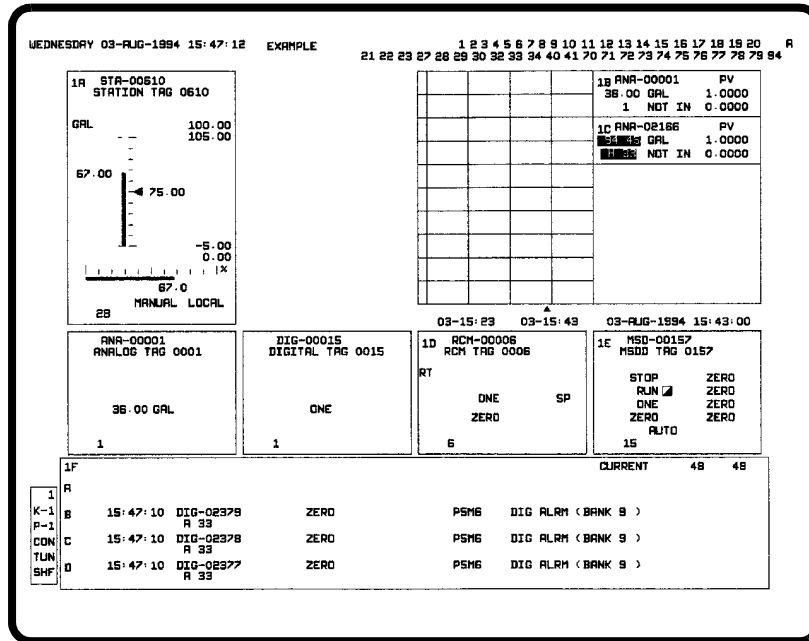 WEDNESDAY 03-AUG-1994 15:47:12 EXAMPLE 1 2 3 4 5 6 7 8 9 10 11 12 13 14 15 16 17 18 19 20 R
21 22 23 27 28 29 30 32 33 34 40 41 70 71 72 73 74 75 76 77 78 79 94
1A STA-00610
STATION TAG 0610
GAL 100.00
105.00
67.00
75.00
-5.00
0.00
%
67.0
MANUAL LOCAL
28
1B ANA-00001 PV
36.00 GAL 1.0000
1 NOT IN 0.0000
1C ANA-02166 PV
94.45 GAL 1.0000
H 33 NOT IN 0.0000
03-15:23 03-15:43 03-AUG-1994 15:43:00
ANA-00001
ANALOG TAG 0001
36.00 GAL
1
DIG-00015
DIGITAL TAG 0015
ONE
1
1D RCM-00006
RCM TAG 0006
RT
ONE SP
ZERO
6
1E MSD-00157
MSDD TAG 0157
STOP ZERO
RUN ZERO
ONE ZERO
ZERO ZERO
AUTO
15
1F CURRENT 48 48
A
B 15:47:10 DIG-02379 ZERO PSM6 DIG ALRM (BANK 9 )
A 33
C 15:47:10 DIG-02378 ZERO PSM6 DIG ALRM (BANK 9 )
A 33
D 15:47:10 DIG-02377 ZERO PSM6 DIG ALRM (BANK 9 )
A 33
1
K-1
P-1
CON
TUN
SHF